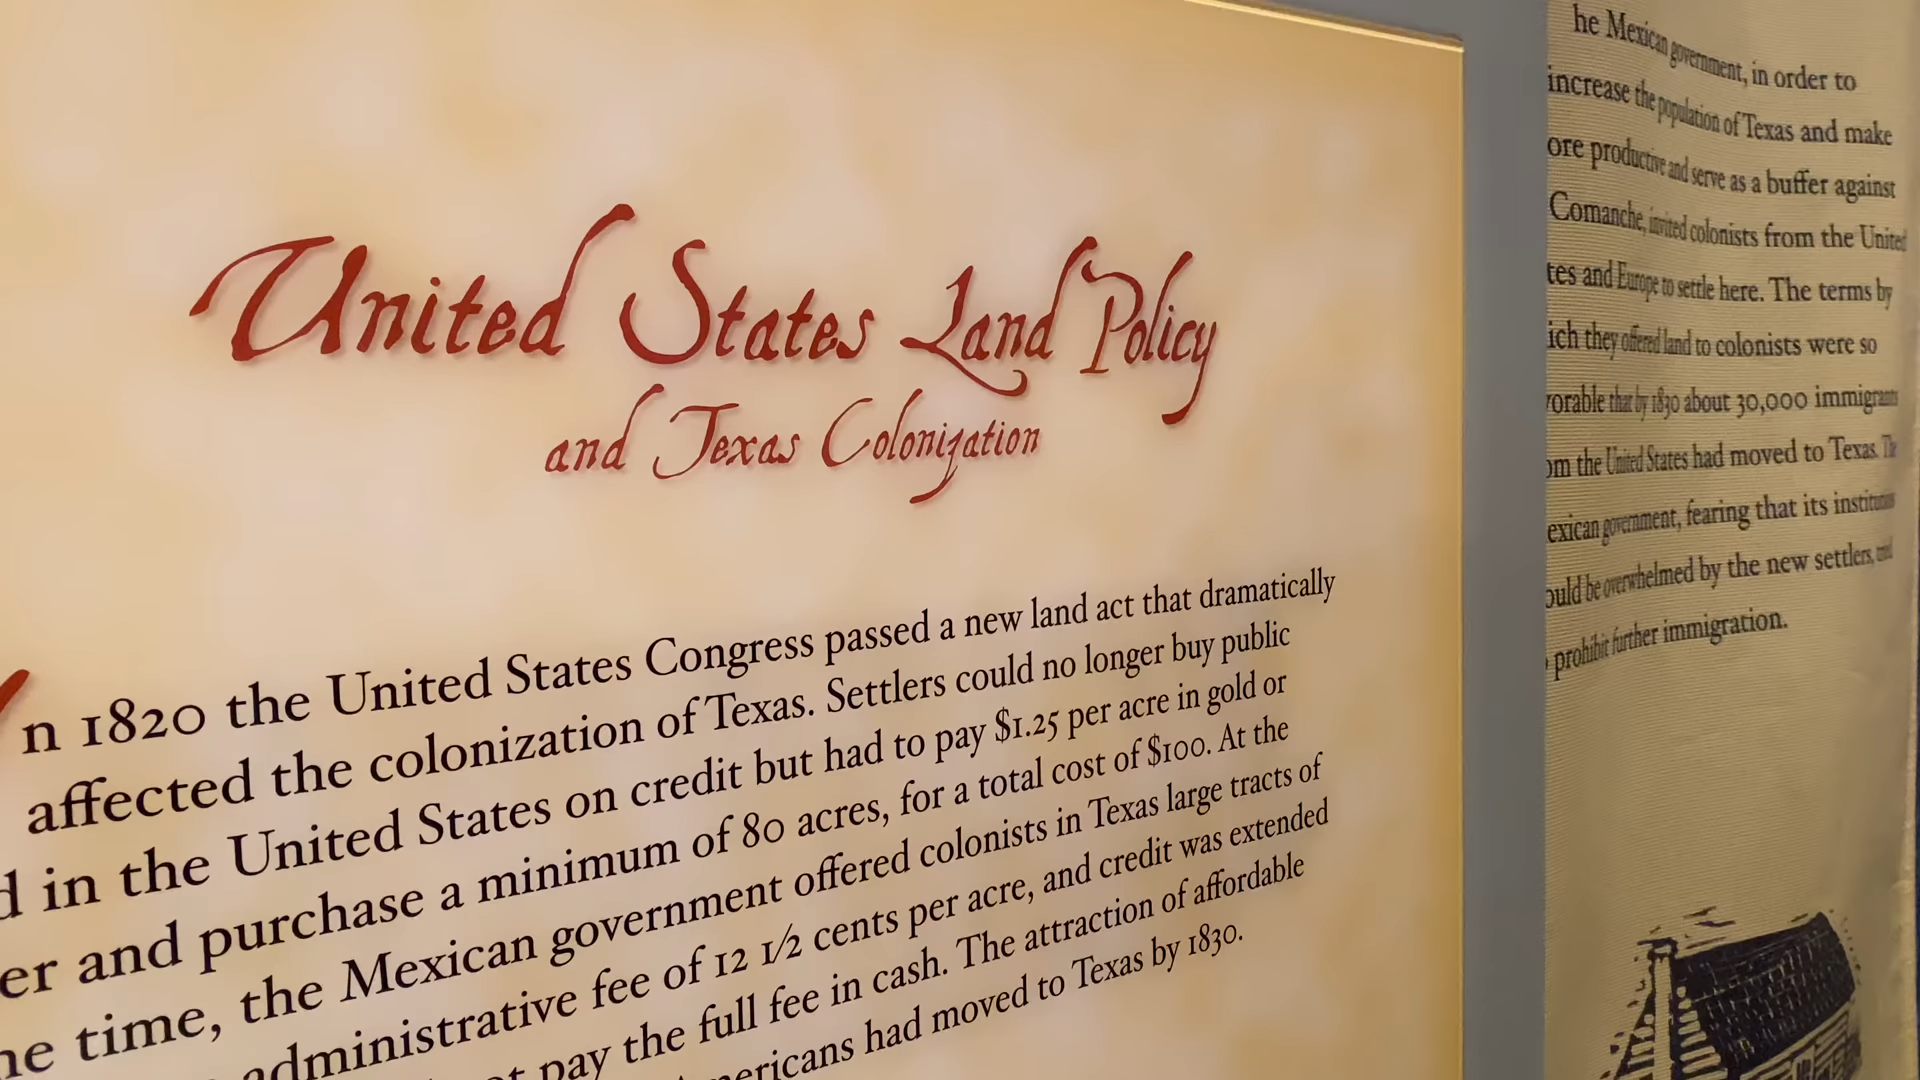 United States Land Policy
and Texas Colonization
n 1820 the United States Congress passed a new land act that dramatically
affected the colonization of Texas. Settlers could no longer buy public
d in the United States on credit but had to pay $1.25 per acre in gold or
er and purchase a minimum of 80 acres, for a total cost of $100. At the
me time, the Mexican government offered colonists in Texas large tracts of
administrative fee of 12 1/2 cents per acre, and credit was extended
pay the full fee in cash. The attraction of affordable
mericans had moved to Texas by 1830.
he Mexican government, in order to
increase the population of Texas and make
ore productive and serve as a buffer against
Comanche, invited colonists from the United
tes and Europe to settle here. The terms by
ich they offered land to colonists were so
vorable that by 1830 about 30,000 immigrants
om the United States had moved to Texas. The
exican government, fearing that its institutions
ould be overwhelmed by the new settlers,
prohibit further immigration.